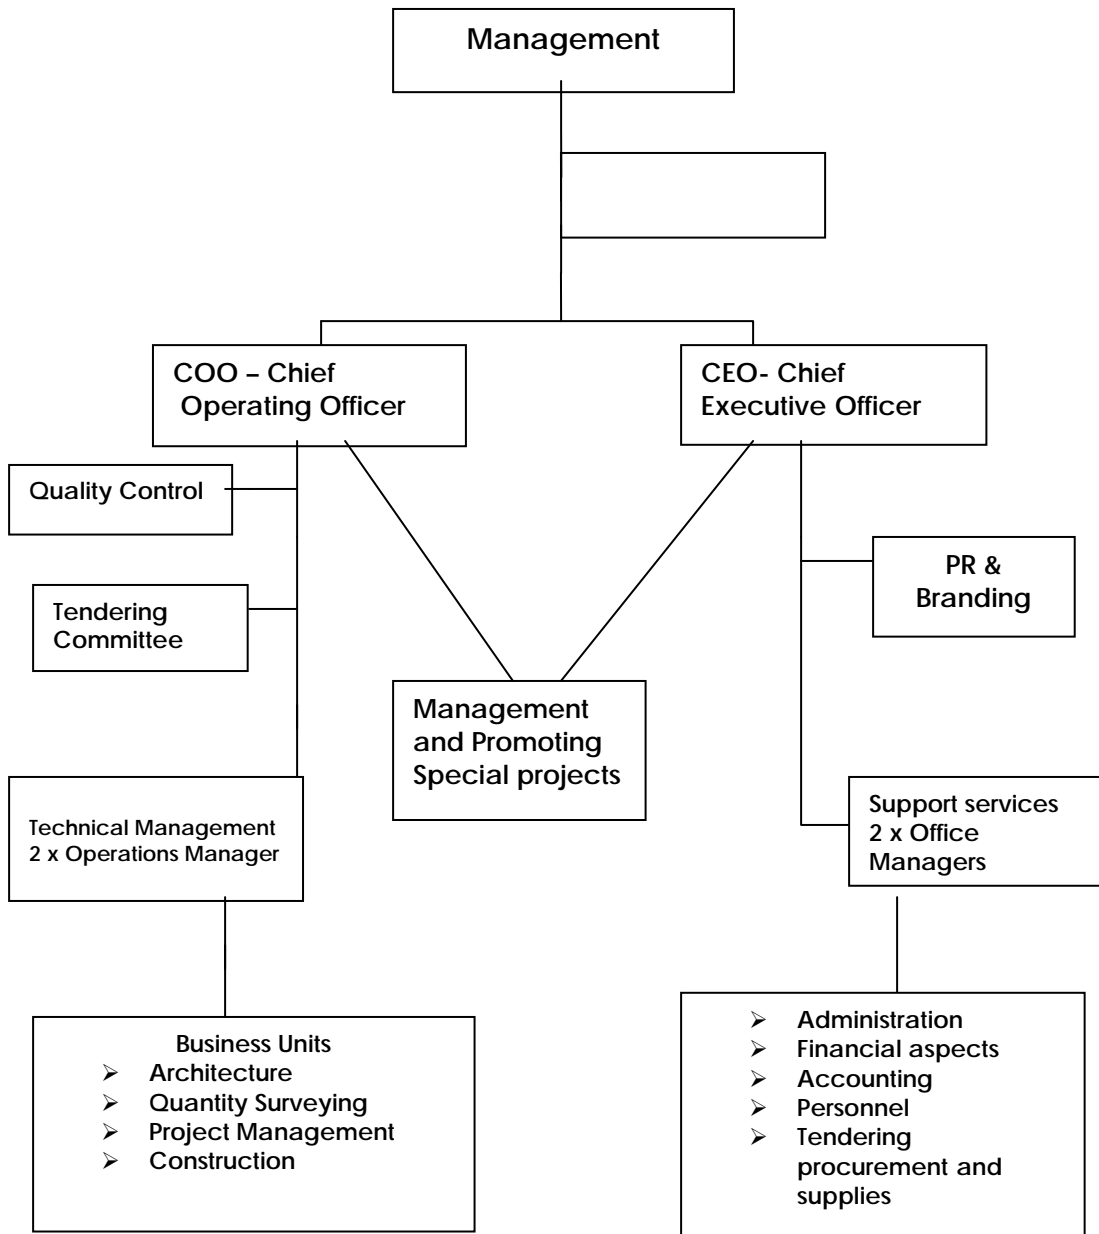 Management
COO – Chief
Operating Officer
CEO- Chief
Executive Officer
Quality Control
PR &
Branding
Tendering
Committee
Management
and Promoting
Special projects
Technical Management
2 x Operations Manager
Support services
2 x Office
Managers
Business Units
➢ Architecture
➢ Quantity Surveying
➢ Project Management
➢ Construction
➢ Administration
➢ Financial aspects
➢ Accounting
➢ Personnel
➢ Tendering
procurement and
supplies